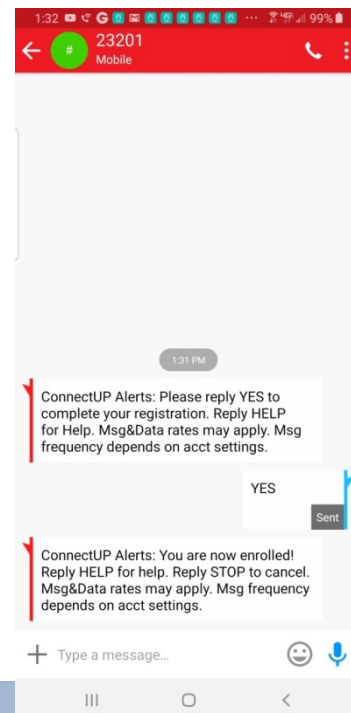 1:32 G ... 4G 99%
# 23201
Mobile
1:31 PM
ConnectUP Alerts: Please reply YES to
complete your registration. Reply HELP
for Help. Msg&Data rates may apply. Msg
frequency depends on acct settings.
YES
Sent
ConnectUP Alerts: You are now enrolled!
Reply HELP for help. Reply STOP to cancel.
Msg&Data rates may apply. Msg frequency
depends on acct settings.
Type a message...